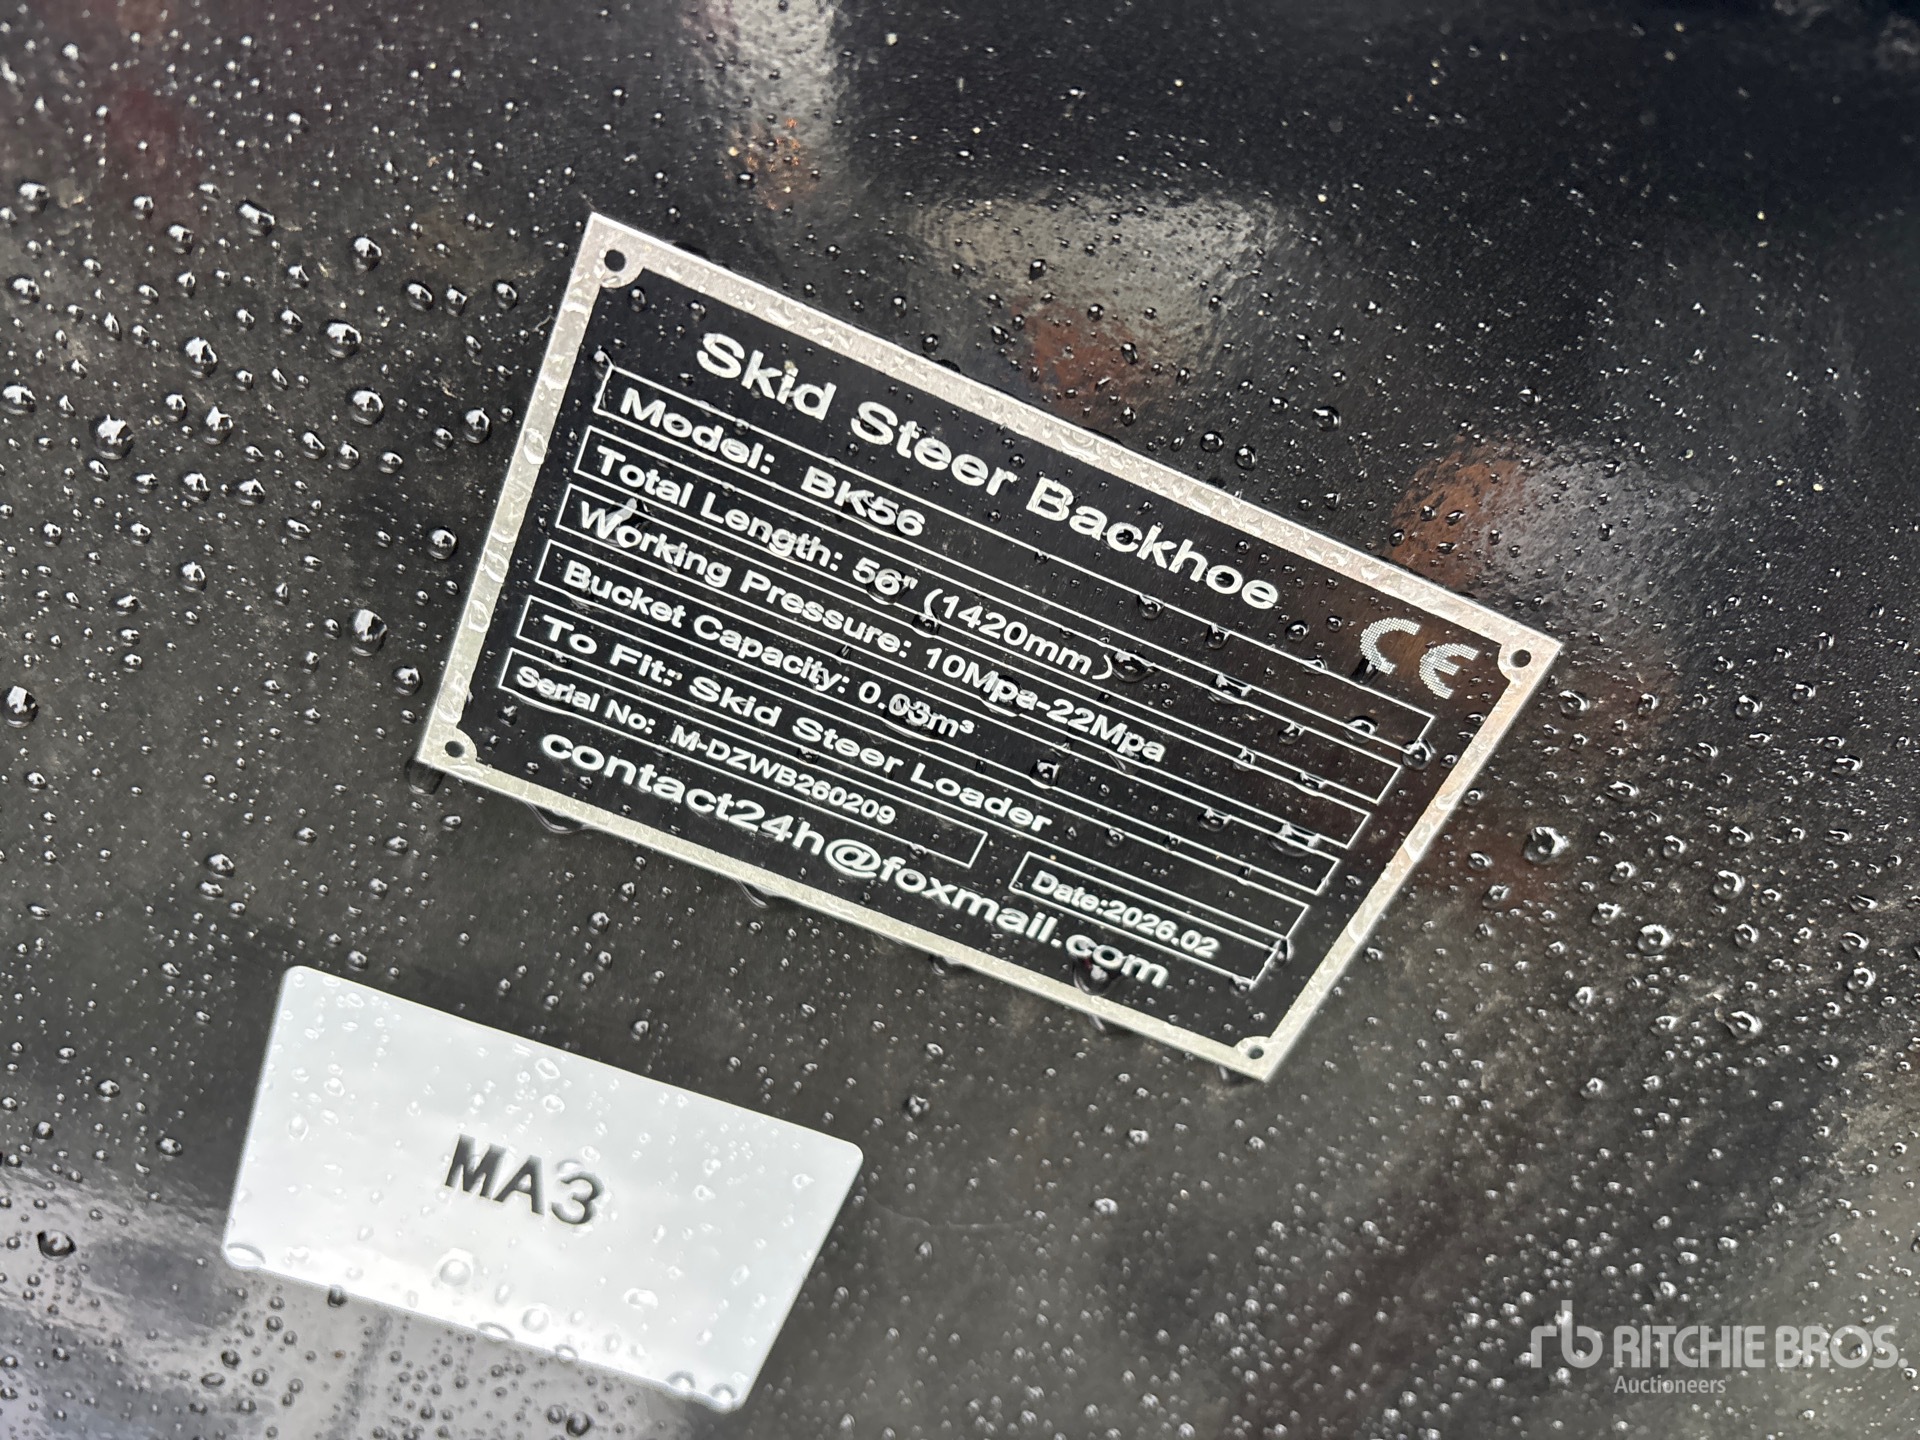 Skid Steer Backhoe
CE
Model: BK56
Total Length: 56" (1420mm)
Working Pressure: 10Mpa-22Mpa
Bucket Capacity: 0.03m³
To Fit: Skid Steer Loader
Serial No: M-DZWB260209
Date:2026.02
contact24h@foxmail.com
MA3
rb RITCHIE BROS.
Auctioneers